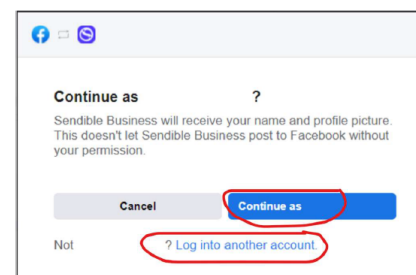 Continue as ?
Sendible Business will receive your name and profile picture.
This doesn't let Sendible Business post to Facebook without
your permission.
Cancel Continue as
Not ? Log into another account.